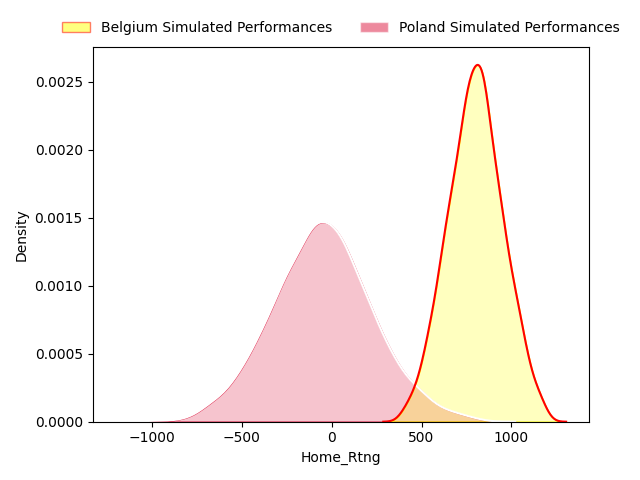 Belgium Simulated Performances
Poland Simulated Performances
0.0025
0.0020
0.0015
0.0010
0.0005
0.0000
Density
−1000
−500
0
500
1000
Home_Rtng